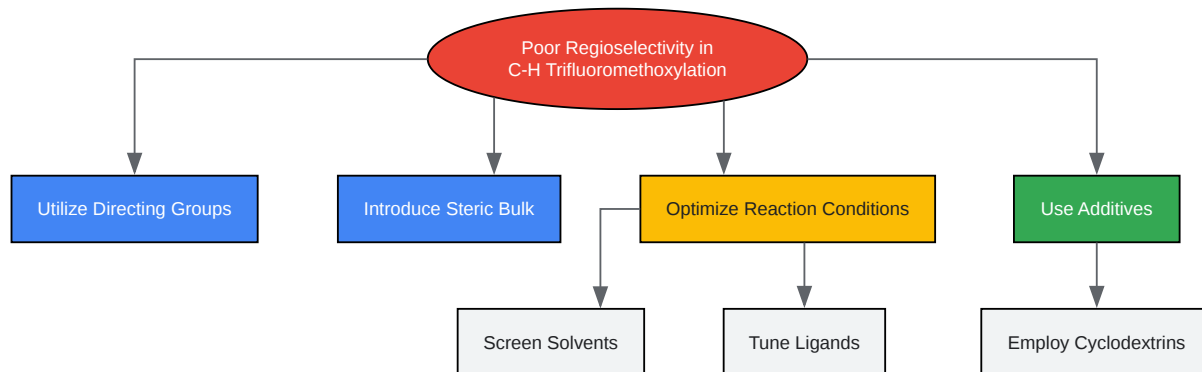 Poor Regioselectivity in
C-H Trifluoromethoxylation
Utilize Directing Groups
Introduce Steric Bulk
Optimize Reaction Conditions
Use Additives
Screen Solvents
Tune Ligands
Employ Cyclodextrins